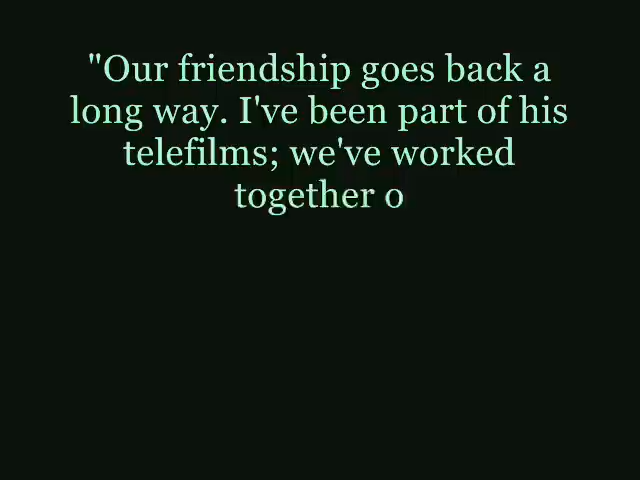 "Our friendship goes back a
long way. I've been part of his
telefilms; we've worked
together o